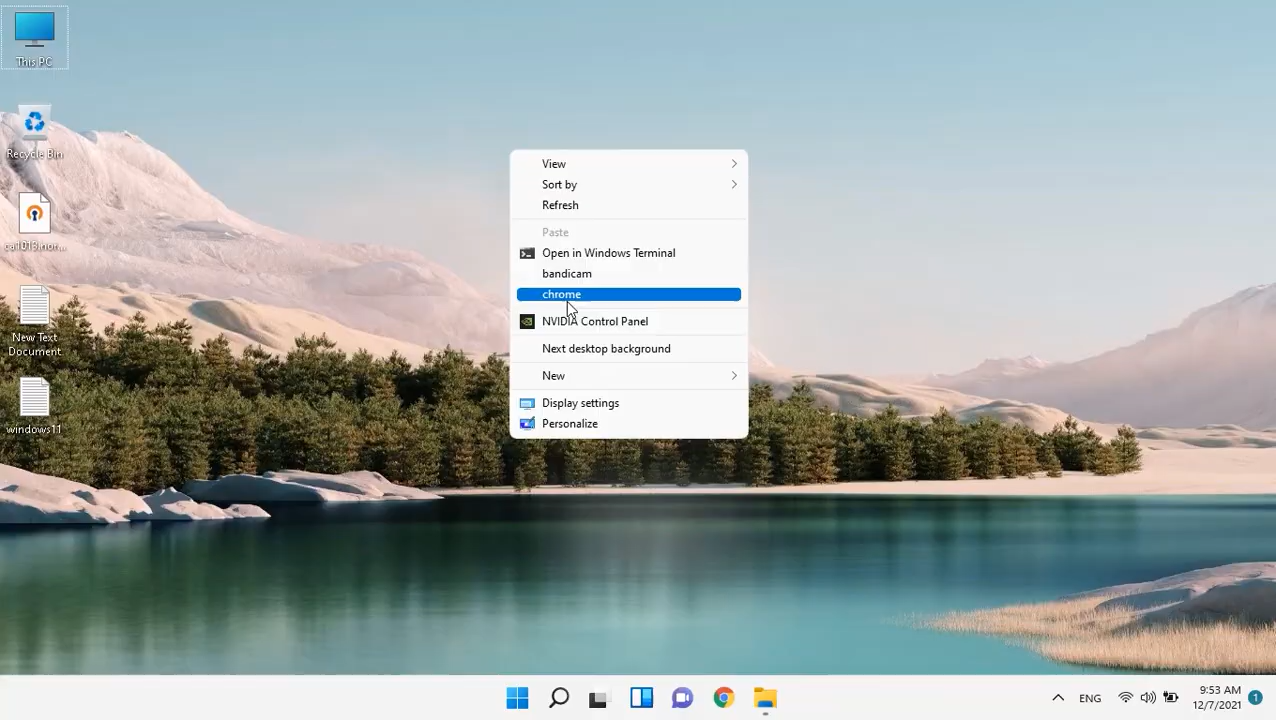 This PC
Recycle Bin
New Text
Document
windows11
View
Sort by
Refresh
Paste
Open in Windows Terminal
bandicam
chrome
NVIDIA Control Panel
Next desktop background
New
Display settings
Personalize
ENG
9:53 AM
12/7/2021
1